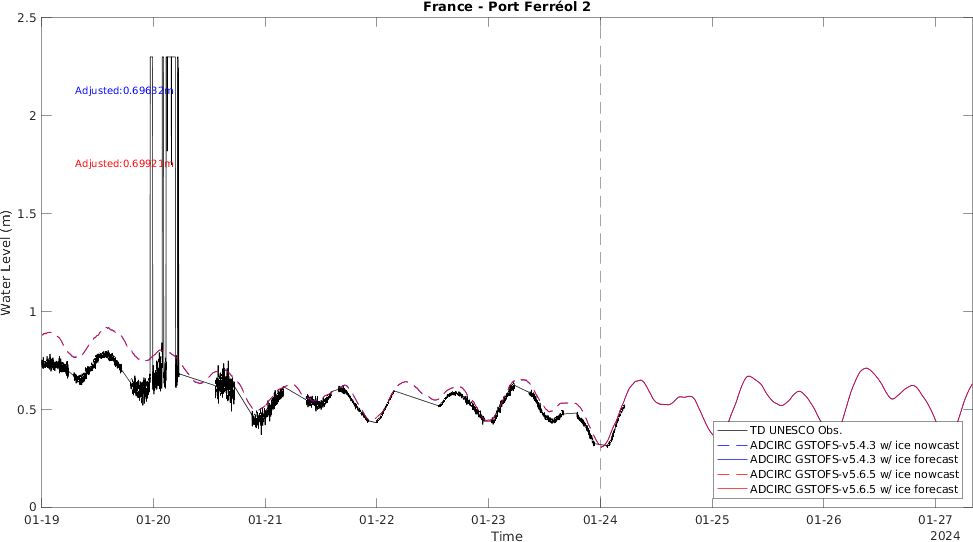 France - Port Ferréol 2
2.5
2
1.5
1
0.5
0
Water Level (m)
Adjusted:0.69632m
Adjusted:0.69921m
TD UNESCO Obs.
ADCIRC GSTOFS-v5.4.3 w/ ice nowcast
ADCIRC GSTOFS-v5.4.3 w/ ice forecast
ADCIRC GSTOFS-v5.6.5 w/ ice nowcast
ADCIRC GSTOFS-v5.6.5 w/ ice forecast
01-19 01-20 01-21 01-22 01-23 01-24 01-25 01-26 01-27
Time
2024